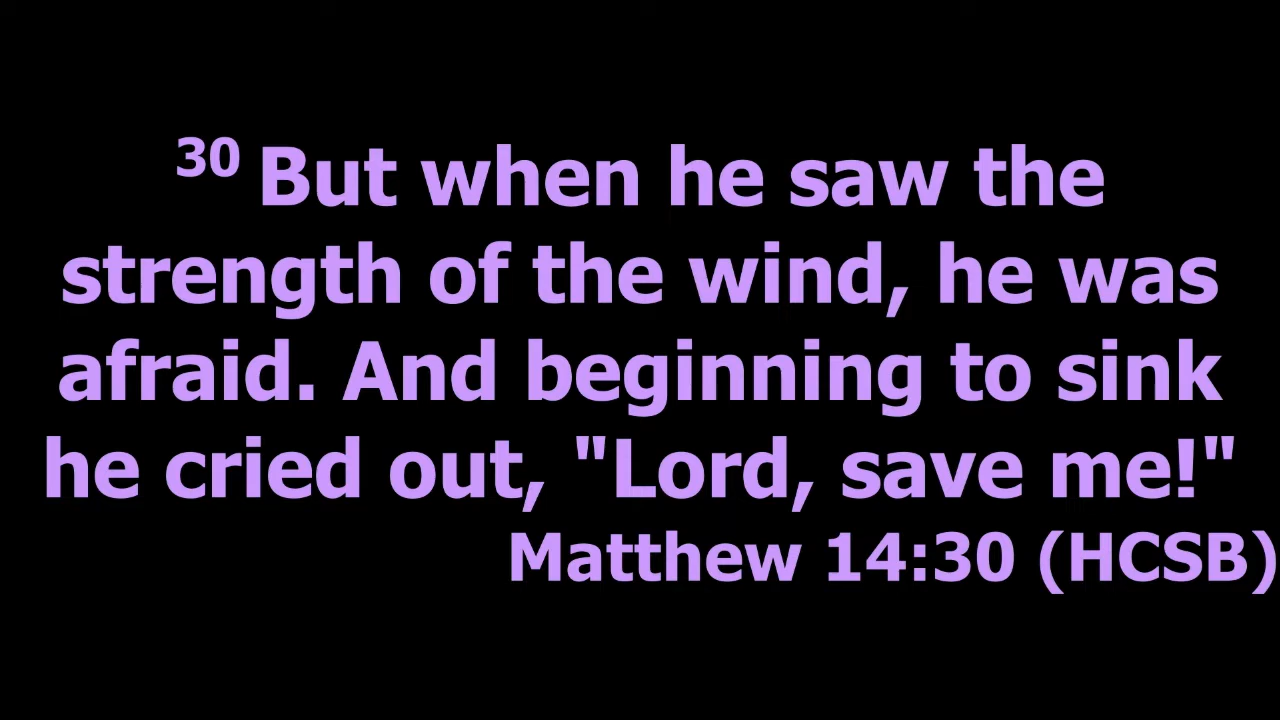 30 But when he saw the
strength of the wind, he was
afraid. And beginning to sink
he cried out, "Lord, save me!"
Matthew 14:30 (HCSB)